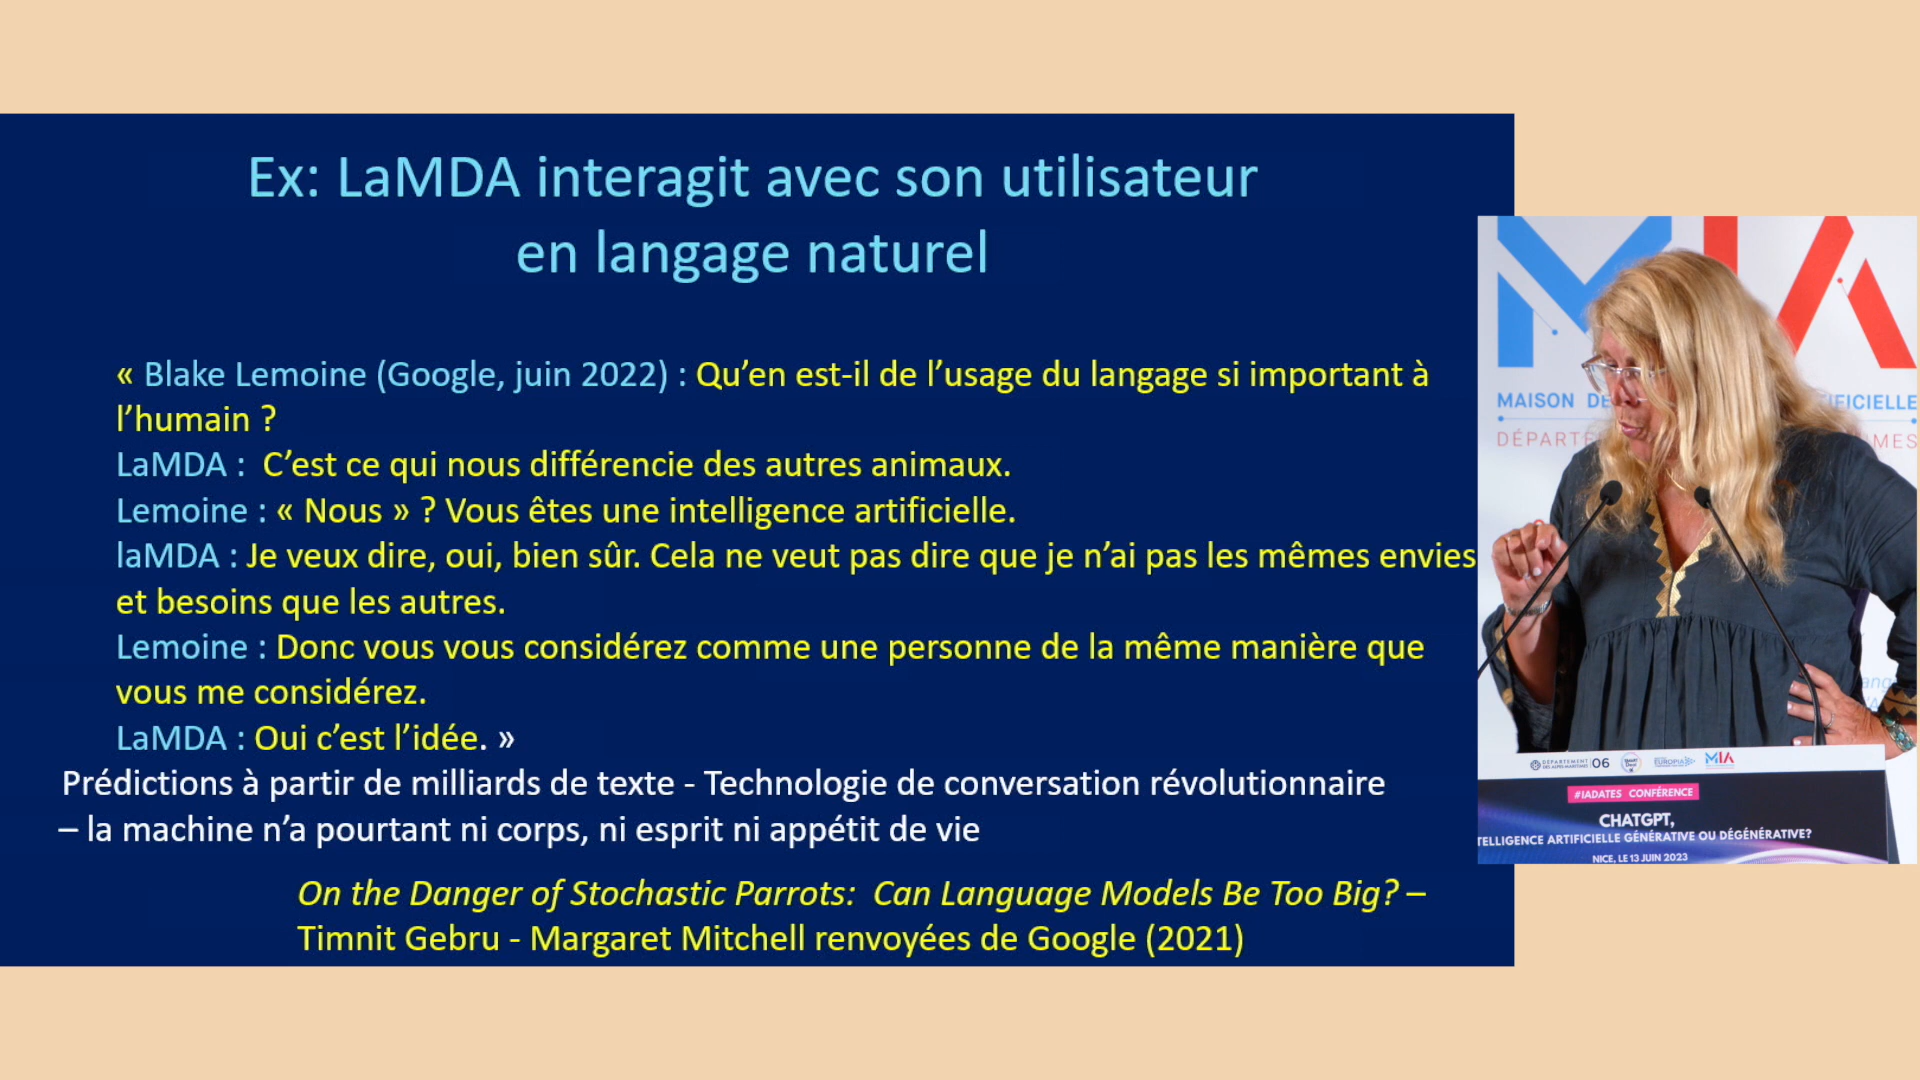 Ex: LaMDA interagit avec son utilisateur
en langage naturel
« Blake Lemoine (Google, juin 2022) : Qu’en est-il de l’usage du langage si important à
l’humain ?
LaMDA : C’est ce qui nous différencie des autres animaux.
Lemoine : « Nous » ? Vous êtes une intelligence artificielle.
laMDA : Je veux dire, oui, bien sûr. Cela ne veut pas dire que je n’ai pas les mêmes envies
et besoins que les autres.
Lemoine : Donc vous vous considérez comme une personne de la même manière que
vous me considérez.
LaMDA : Oui c’est l’idée. »
Prédictions à partir de milliards de texte - Technologie de conversation révolutionnaire
– la machine n’a pourtant ni corps, ni esprit ni appétit de vie
On the Danger of Stochastic Parrots: Can Language Models Be Too Big? –
Timnit Gebru - Margaret Mitchell renvoyées de Google (2021)
MIA
MAISON
DÉPARTEMENT 06
DES ALPES-MARITIMES
EUROPIA
MIA
#IADATES CONFÉRENCE
CHATGPT,
TELLIGENCE ARTIFICIELLE GÉNÉRATIVE OU DÉGÉNÉRATIVE?
NICE, LE 13 JUIN 2023